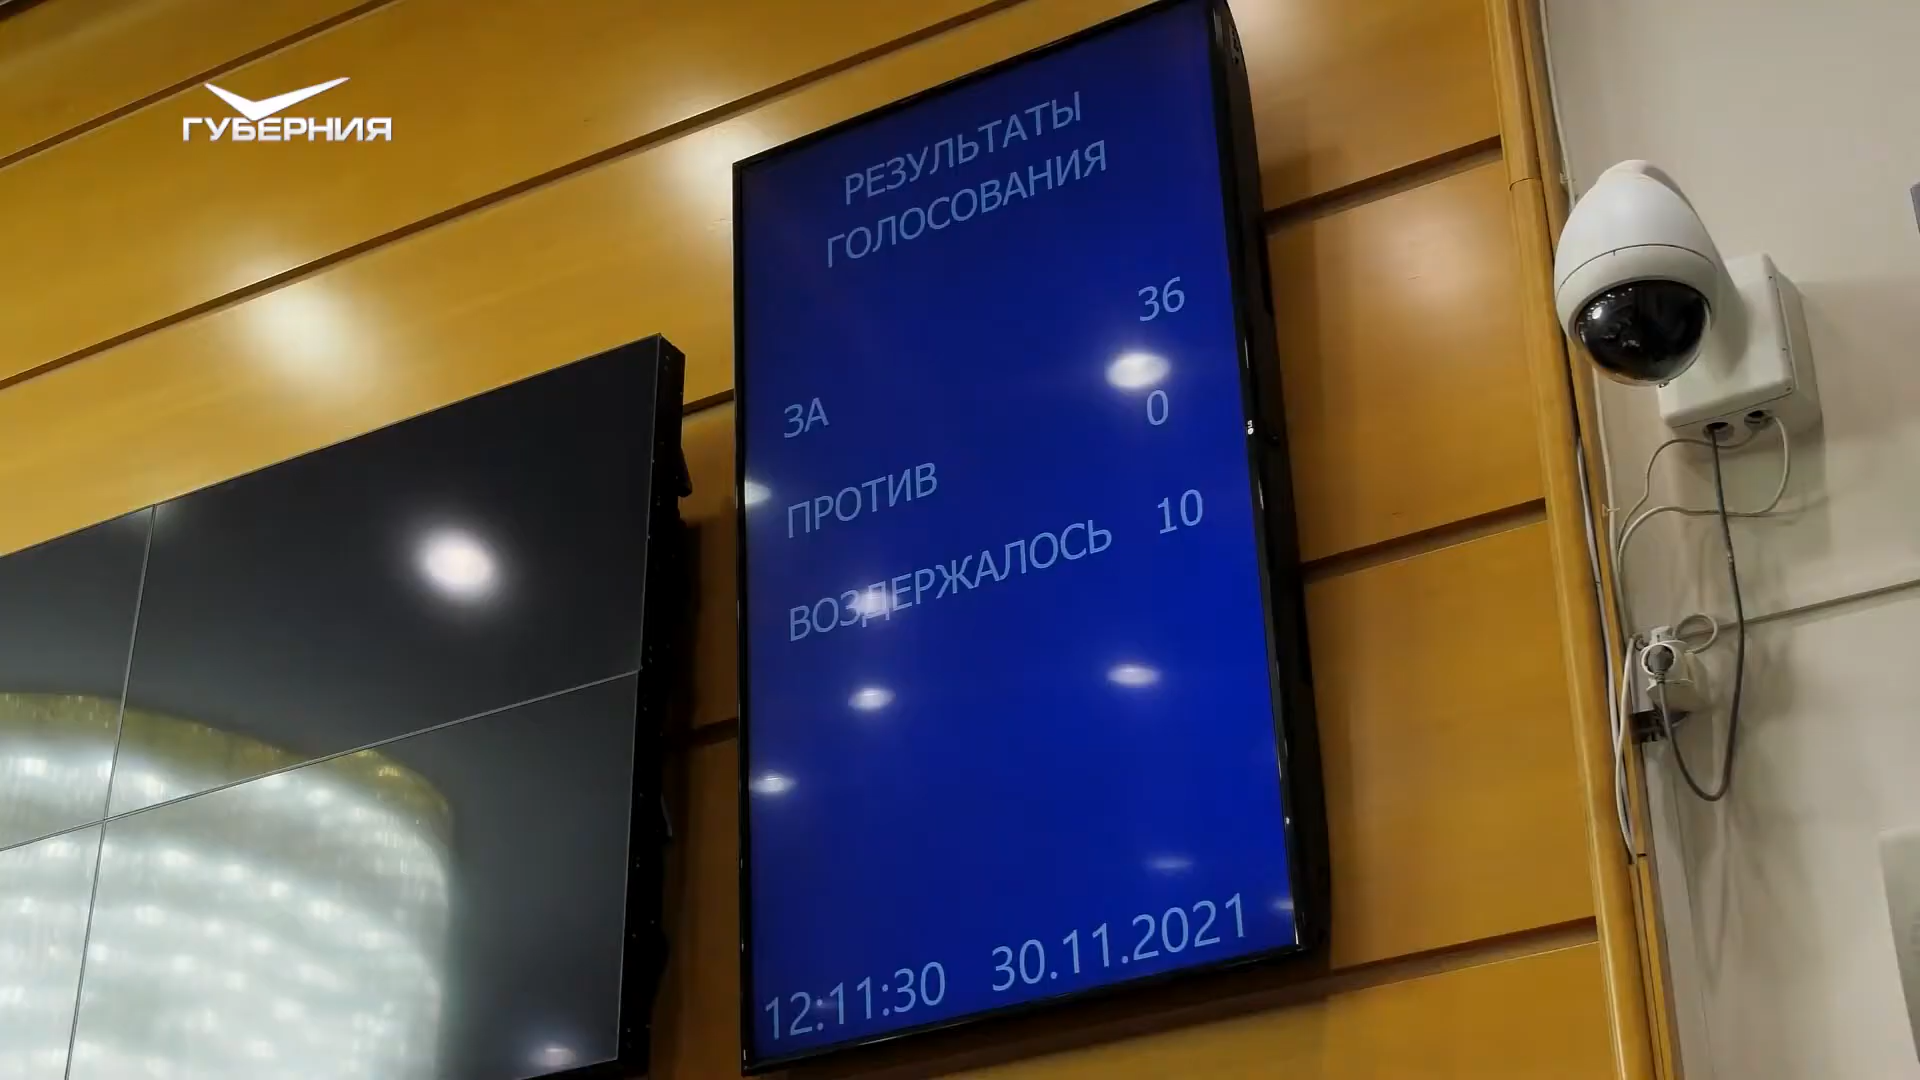 ГУБЕРНИЯ
РЕЗУЛЬТАТЫ
ГОЛОСОВАНИЯ
ЗА 36
ПРОТИВ 0
ВОЗДЕРЖАЛОСЬ 10
12:11:30 30.11.2021